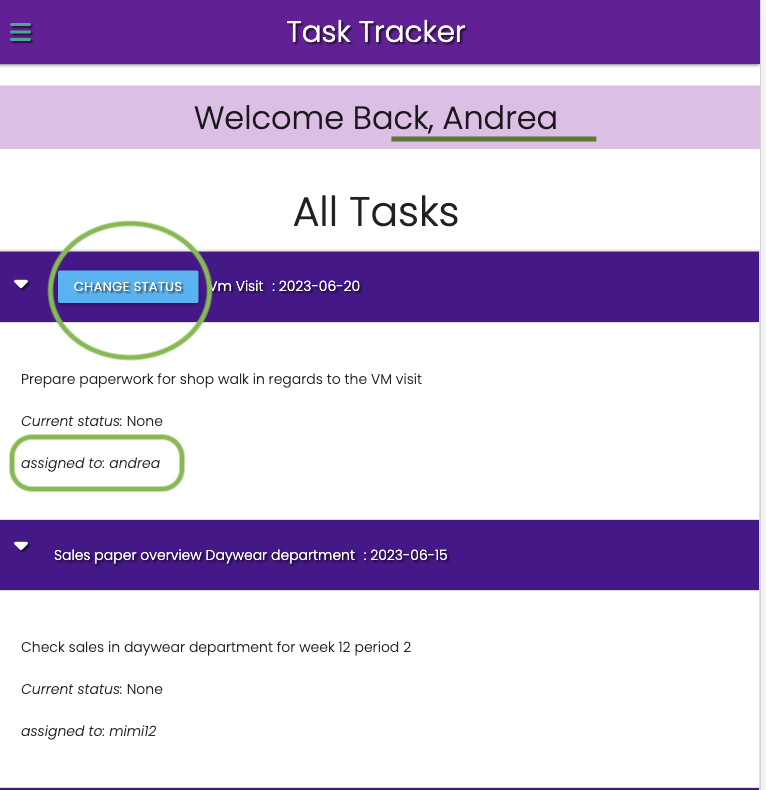 Task Tracker
Welcome Back, Andrea
All Tasks
CHANGE STATUS Vm Visit : 2023-06-20
Prepare paperwork for shop walk in regards to the VM visit
Current status: None
assigned to: andrea
Sales paper overview Daywear department : 2023-06-15
Check sales in daywear department for week 12 period 2
Current status: None
assigned to: mimi12